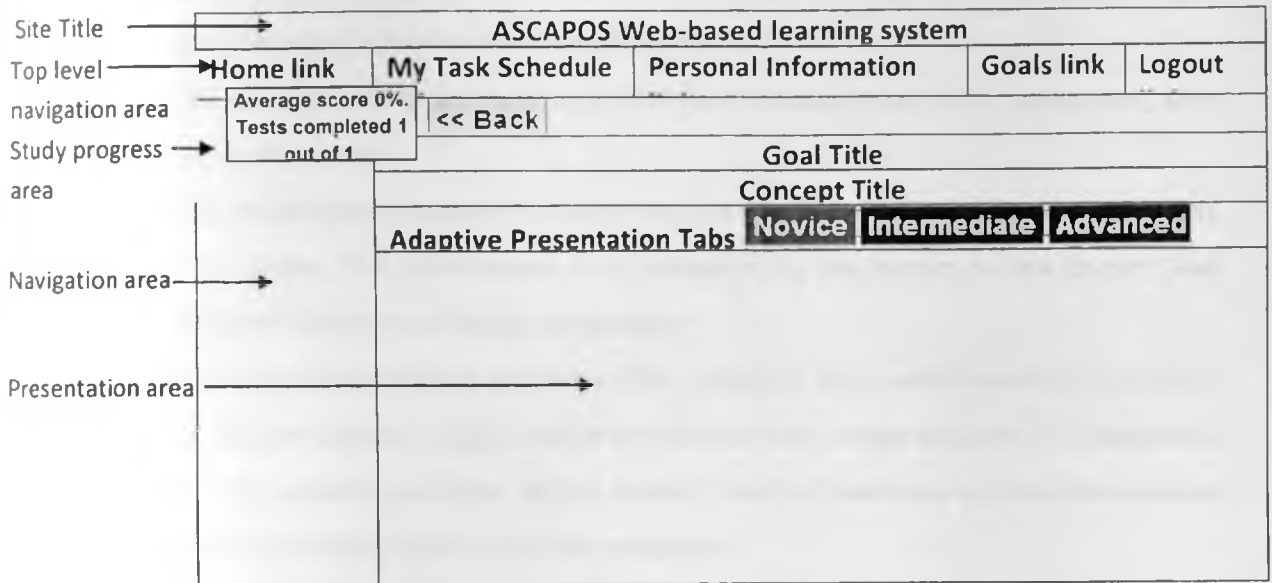 Site Title
ASCAPOS Web-based learning system
Top level
navigation area
Home link
My Task Schedule
Personal Information
Goals link
Logout
Average score 0%.
Tests completed 1
out of 1
<< Back
Study progress
area
Goal Title
Concept Title
Adaptive Presentation Tabs
Novice
Intermediate
Advanced
Navigation area
Presentation area